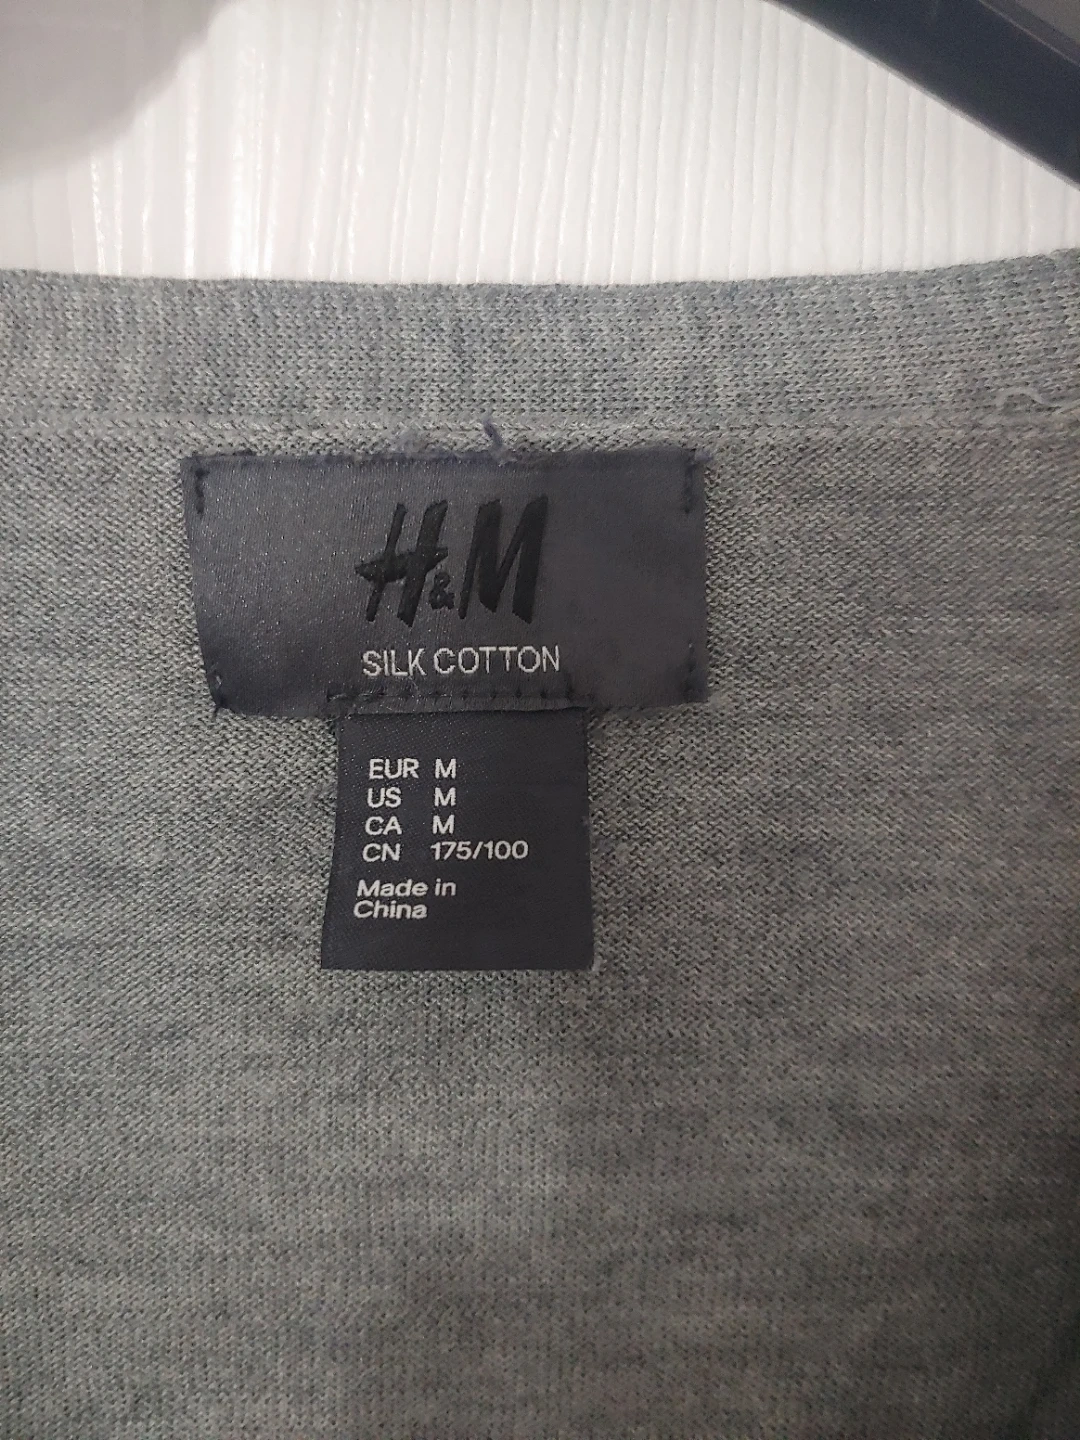 H&M
SILK COTTON
EUR M
US M
CA M
CN 175/100
Made in
China